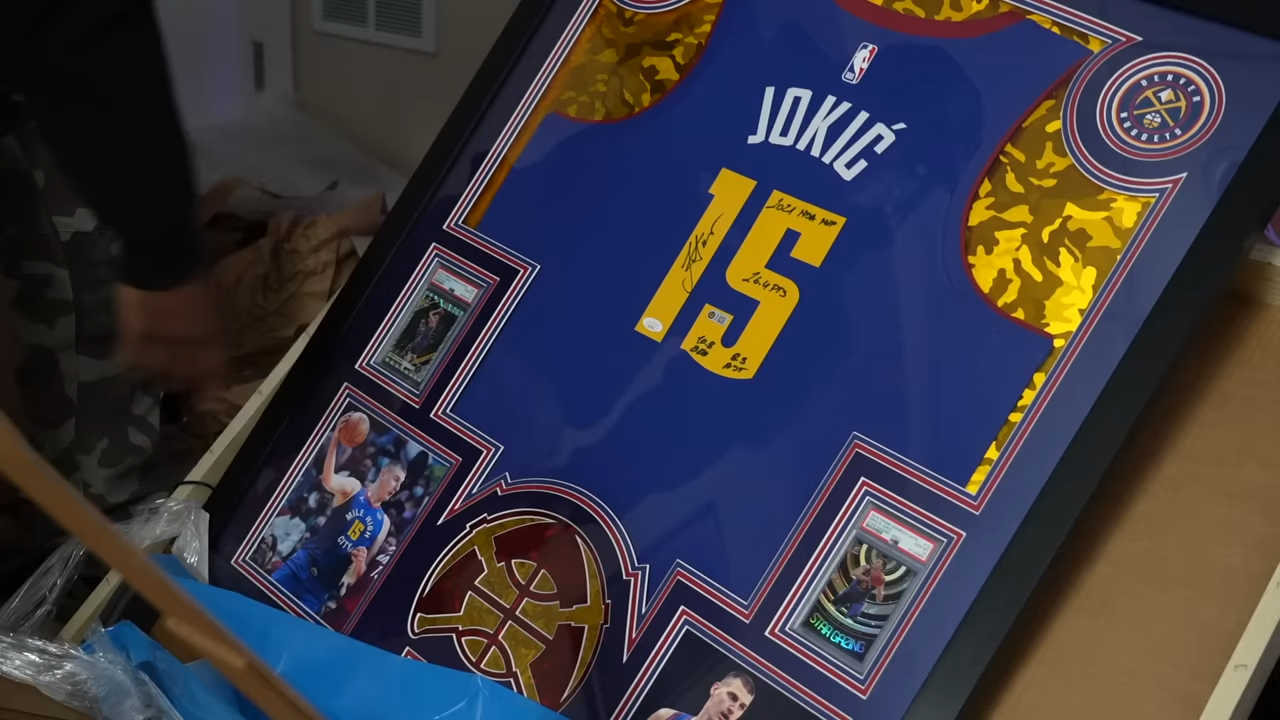 JOKIĆ
15
2021 NBA MVP
26.4 PTS
10.8
REB
8.3
AST
DENVER
NUGGETS
MILE HIGH
15
CITY
STAR GAZING